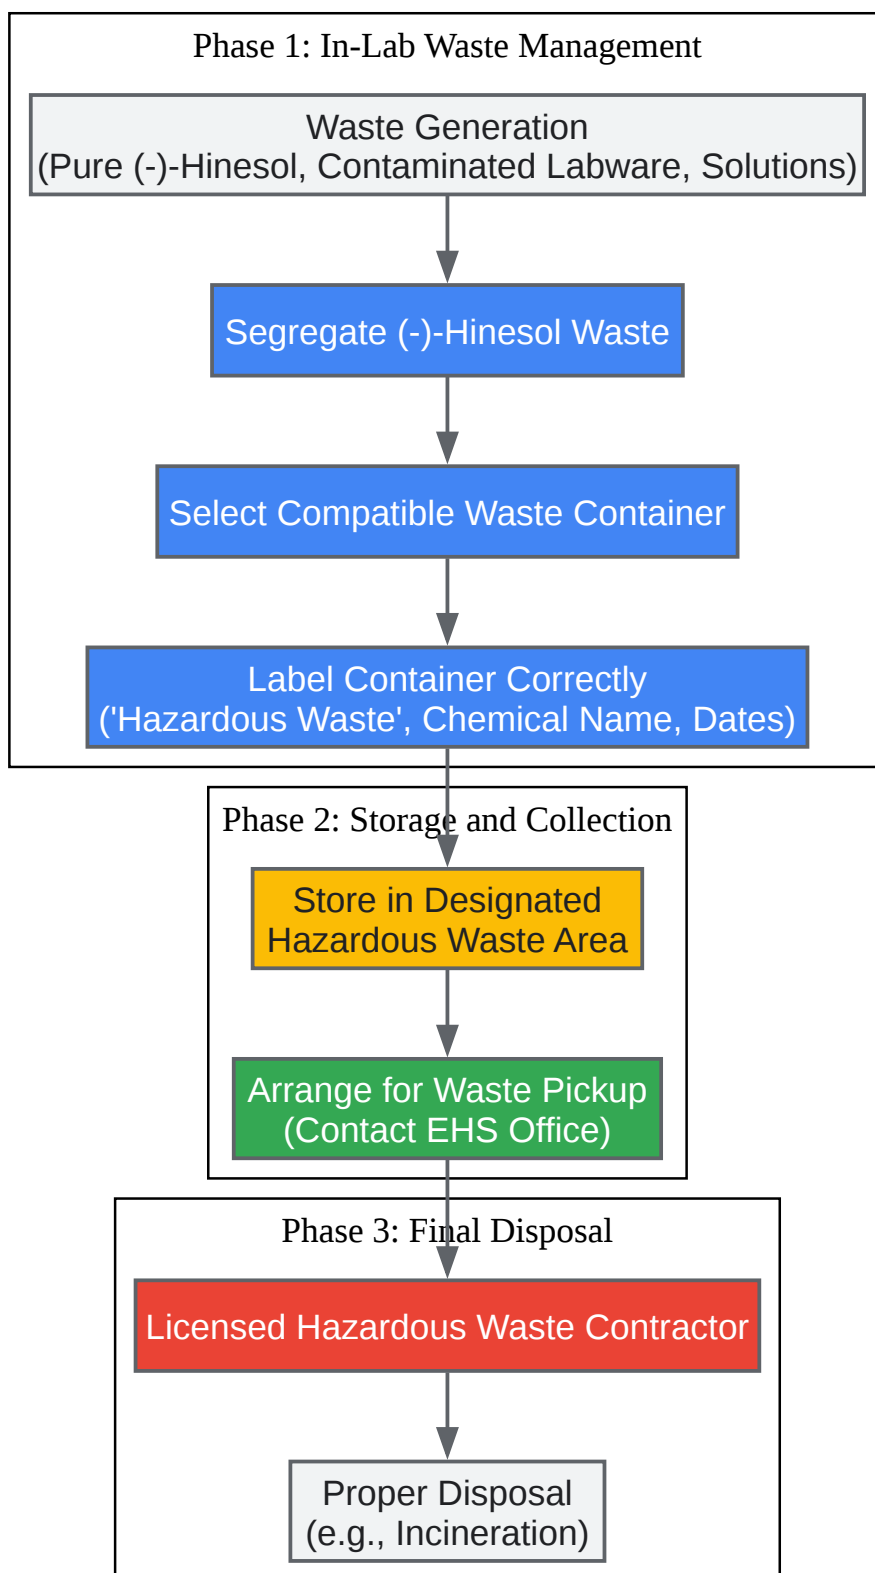 Phase 1: In-Lab Waste Management
Waste Generation
(Pure (-)-Hinesol, Contaminated Labware, Solutions)
Segregate (-)-Hinesol Waste
Select Compatible Waste Container
Label Container Correctly
('Hazardous Waste', Chemical Name, Dates)
Phase 2: Storage and Collection
Store in Designated
Hazardous Waste Area
Arrange for Waste Pickup
(Contact EHS Office)
Phase 3: Final Disposal
Licensed Hazardous Waste Contractor
Proper Disposal
(e.g., Incineration)